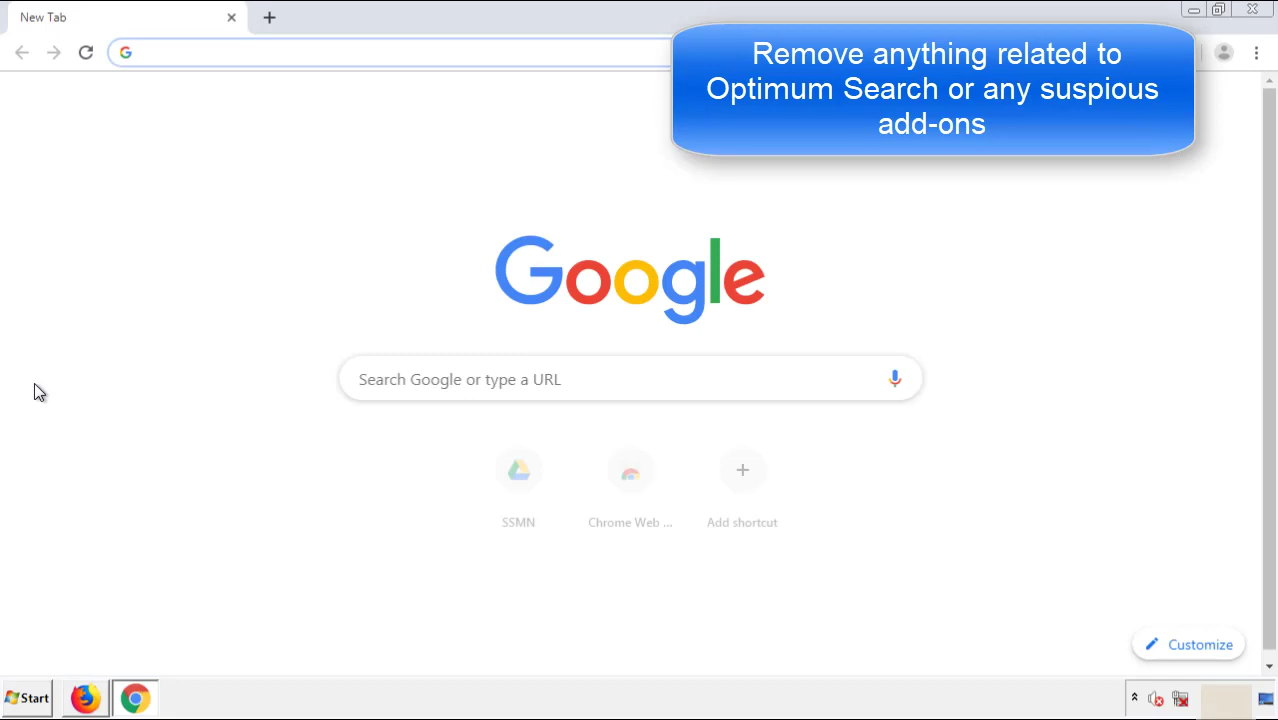 New Tab
Remove anything related to
Optimum Search or any suspious
add-ons
Google
Search Google or type a URL
SSMN
Chrome Web ...
Add shortcut
Customize
Start